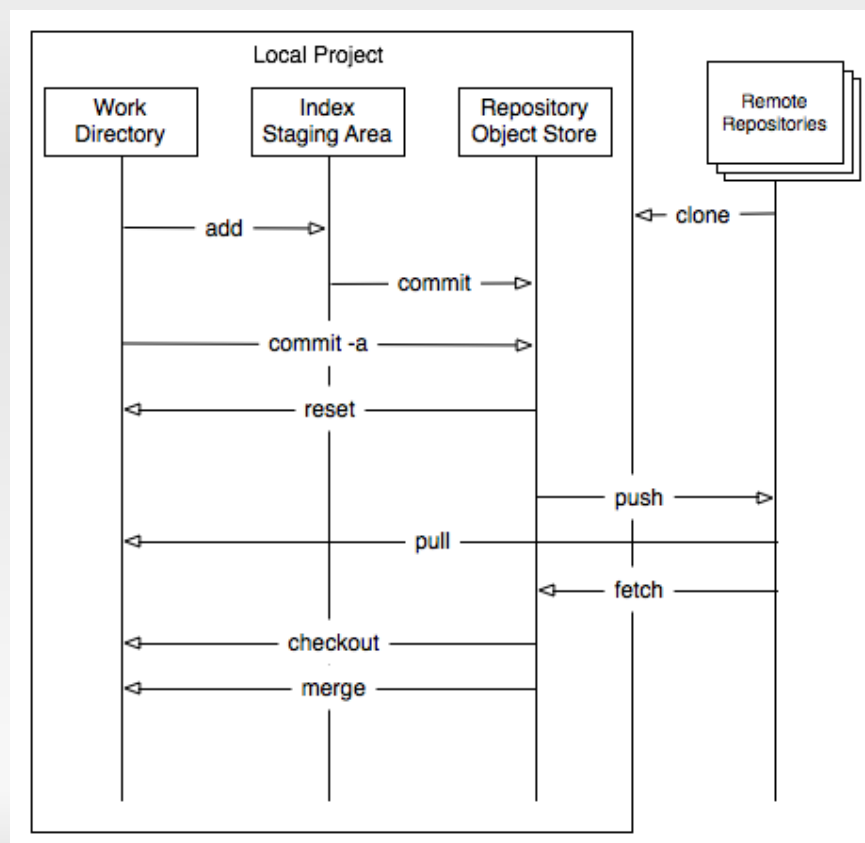 Local Project
Work
Directory
Index
Staging Area
Repository
Object Store
Remote
Repositories
clone
add
commit
commit -a
reset
push
pull
fetch
checkout
merge